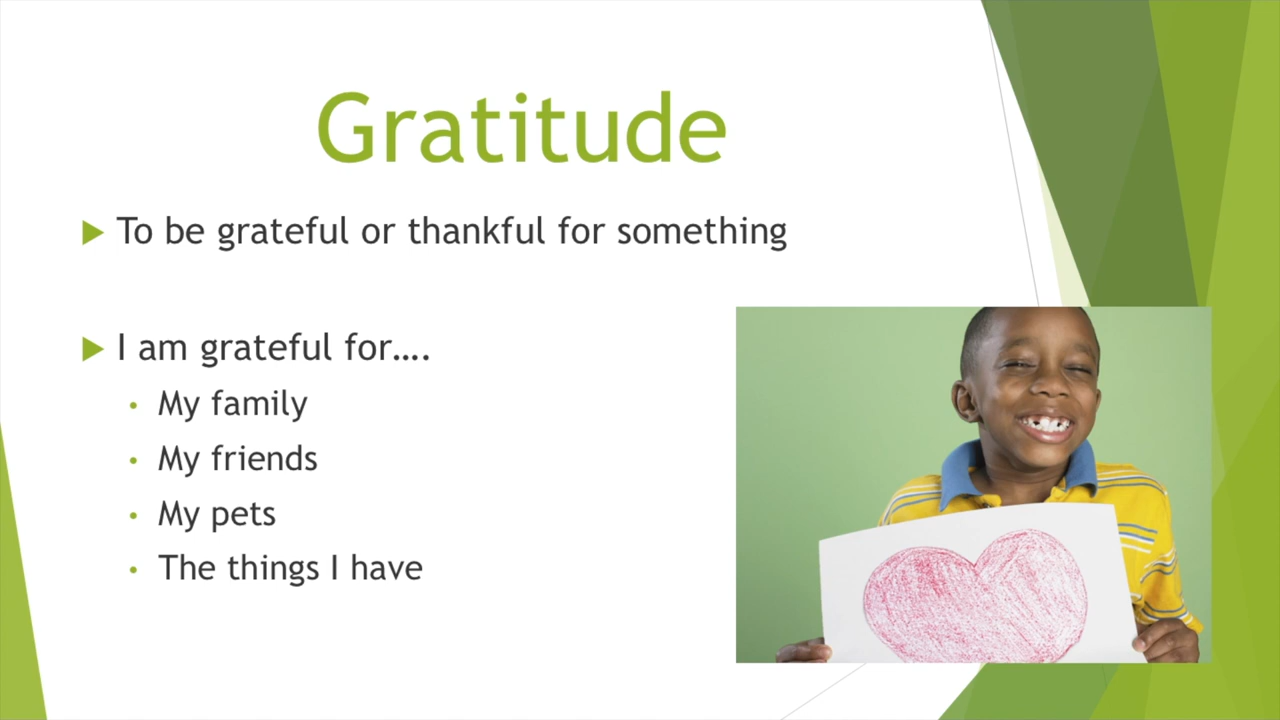 Gratitude
To be grateful or thankful for something
I am grateful for....
My family
My friends
My pets
The things I have